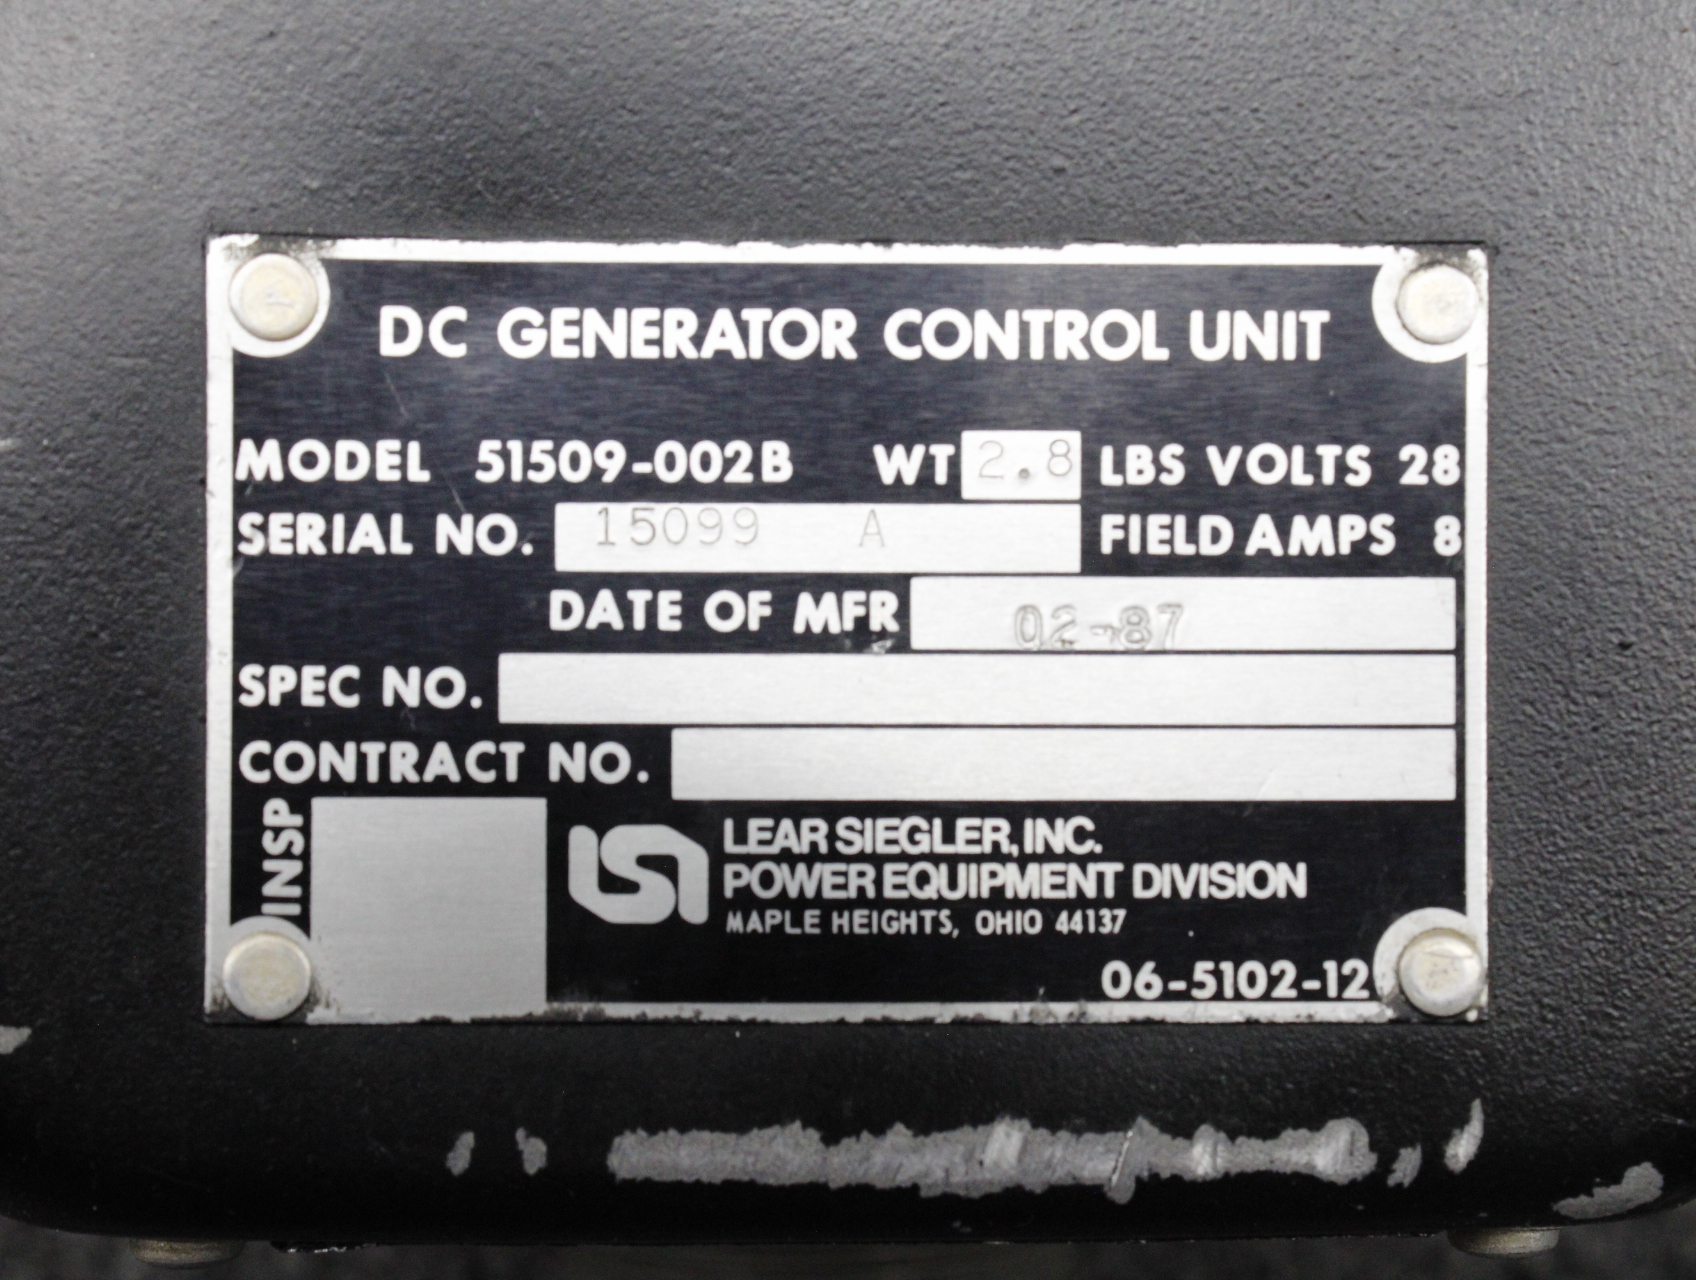 DC GENERATOR CONTROL UNIT
MODEL 51509-002B WT 2.8 LBS VOLTS 28
SERIAL NO. 15099 A FIELD AMPS 8
DATE OF MFR 02-87
SPEC NO.
CONTRACT NO.
INSP
LSI LEAR SIEGLER, INC.
POWER EQUIPMENT DIVISION
MAPLE HEIGHTS, OHIO 44137
06-5102-12